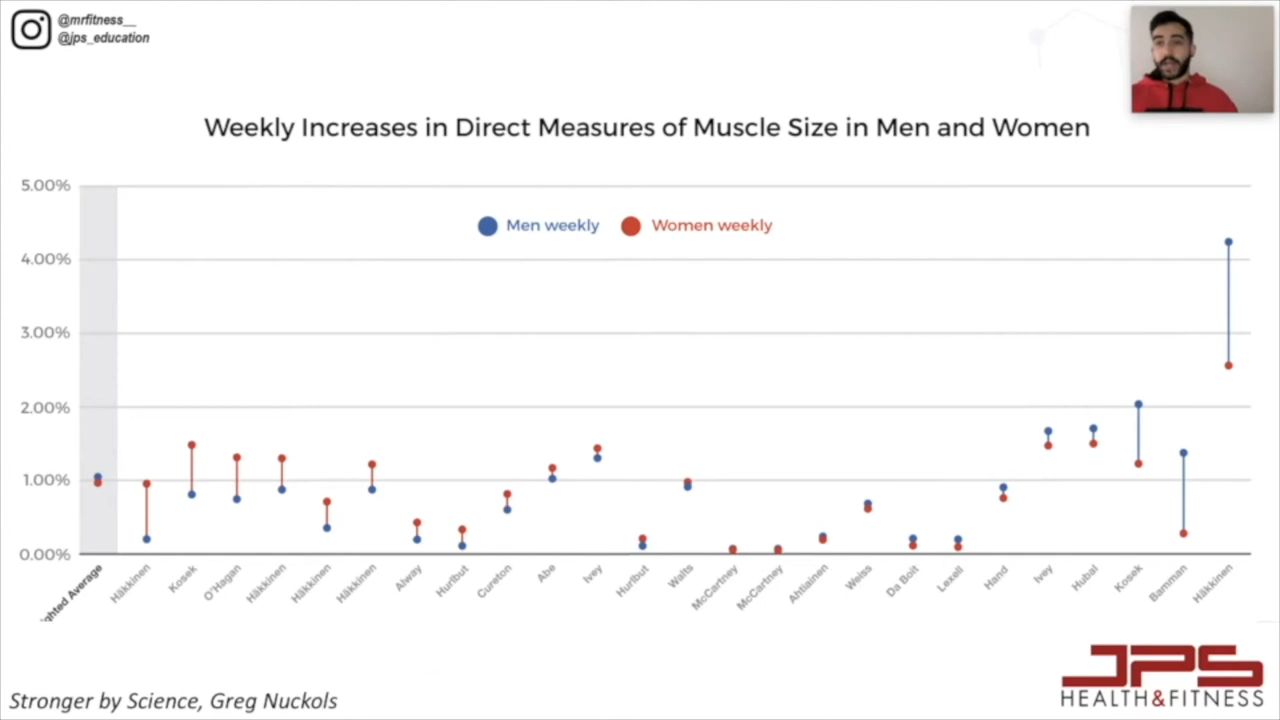 @mrfitness__
@jps_education
Weekly Increases in Direct Measures of Muscle Size in Men and Women
5.00%
Men weekly Women weekly
4.00%
3.00%
2.00%
1.00%
0.00%
ghted Average
Häkkinen
Kosek
O'Hagan
Häkkinen
Häkkinen
Häkkinen
Alway
Hurlbut
Cureton
Abe
Ivey
Hurlbut
Walts
McCartney
McCartney
Ahtiainen
Weiss
Da Boit
Lexell
Hand
Ivey
Hubal
Kosek
Bamman
Häkkinen
Stronger by Science, Greg Nuckols
JPS
HEALTH&FITNESS